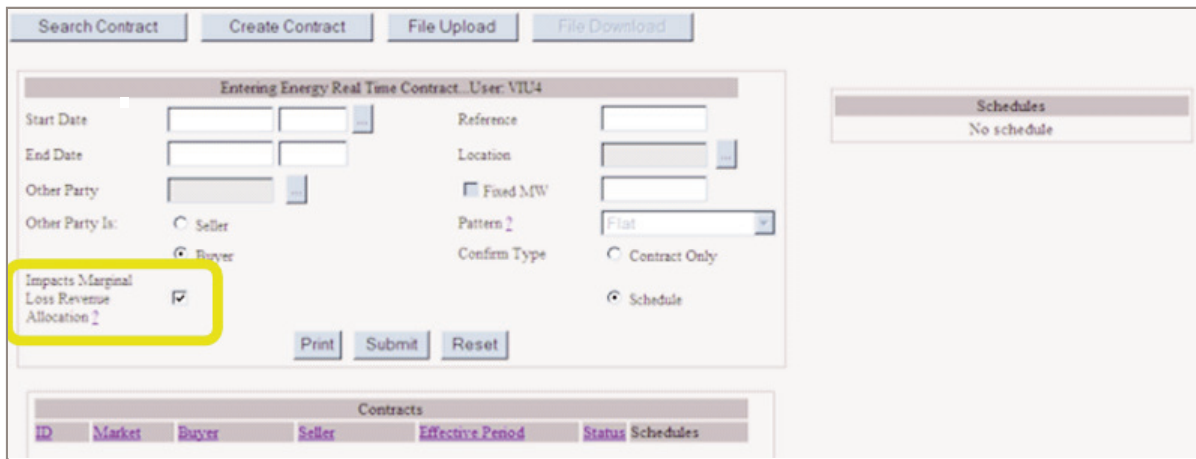 Search Contract Create Contract File Upload File Download
Entering Energy Real Time Contract...User: VIU4
Start Date ... Reference
End Date Location ...
Other Party ... Fixed MW
Other Party Is: Seller Pattern ? Flat
Buyer Confirm Type Contract Only
Impacts Marginal
Loss Revenue Schedule
Allocation ?
Print Submit Reset
Contracts
ID Market Buyer Seller Effective Period Status Schedules
Schedules
No schedule